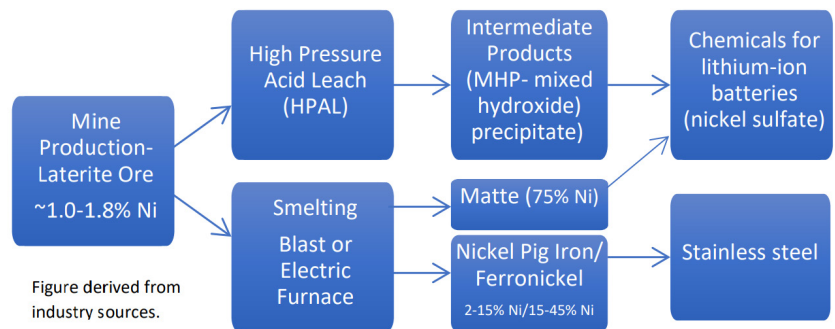 Mine
Production-
Laterite Ore
~1.0-1.8% Ni
High Pressure
Acid Leach
(HPAL)
Intermediate
Products
(MHP- mixed
hydroxide)
precipitate)
Chemicals for
lithium-ion
batteries
(nickel sulfate)
Smelting
Blast or
Electric
Furnace
Matte (75% Ni)
Nickel Pig Iron/
Ferronickel
2-15% Ni/15-45% Ni
Stainless steel
Figure derived from
industry sources.